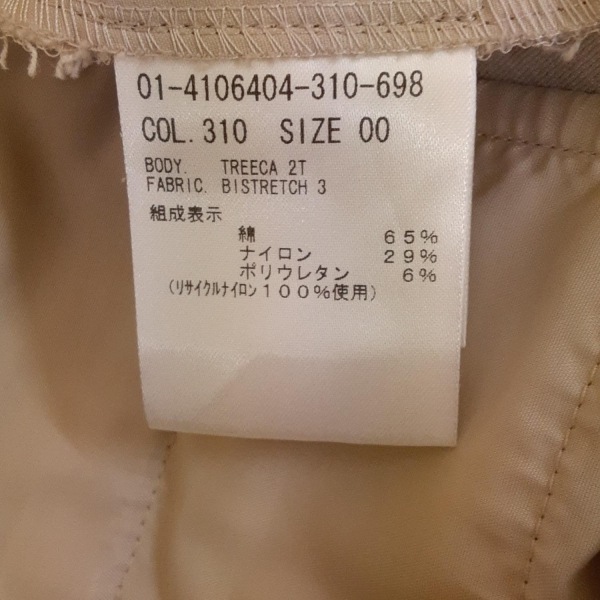 01-4106404-310-698
COL.310 SIZE 00
BODY. TREECA 2T
FABRIC. BISTRETCH 3
組成表示
綿 65%
ナイロン 29%
ポリウレタン 6%
(リサイクルナイロン100%使用)